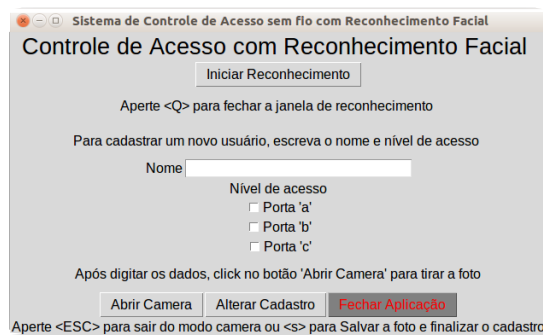 Sistema de Controle de Acesso sem fio com Reconhecimento Facial
Controle de Acesso com Reconhecimento Facial
Iniciar Reconhecimento
Aperte <Q> para fechar a janela de reconhecimento
Para cadastrar um novo usuário, escreva o nome e nível de acesso
Nome
Nível de acesso
Porta 'a'
Porta 'b'
Porta 'c'
Após digitar os dados, click no botão 'Abrir Camera' para tirar a foto
Abrir Camera Alterar Cadastro Fechar Aplicação
Aperte <ESC> para sair do modo camera ou <s> para Salvar a foto e finalizar o cadastro